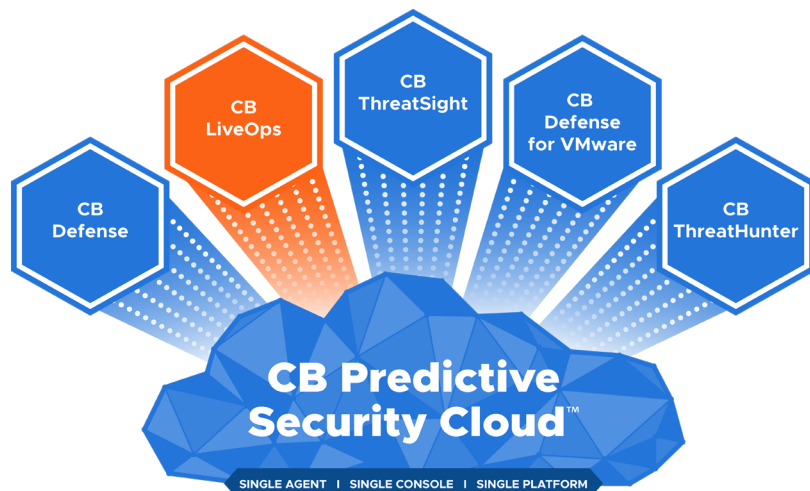 CB
Defense
CB
LiveOps
CB
ThreatSight
CB
Defense
for VMware
CB
ThreatHunter
CB Predictive
Security Cloud™
SINGLE AGENT | SINGLE CONSOLE | SINGLE PLATFORM